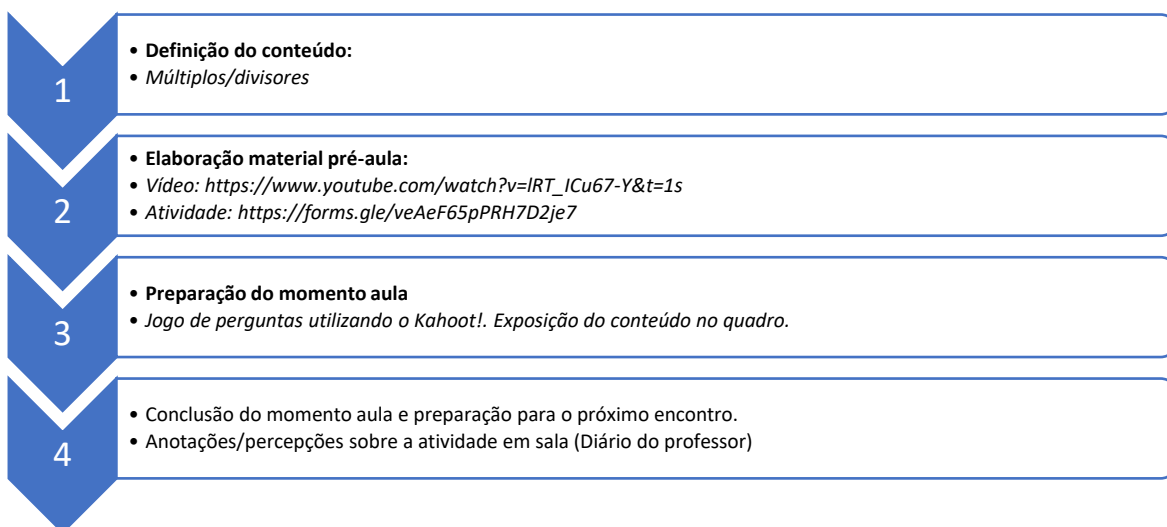 1
• Definição do conteúdo:
• Múltiplos/divisores
2
• Elaboração material pré-aula:
• Vídeo: https://www.youtube.com/watch?v=lRT_ICu67-Y&t=1s
• Atividade: https://forms.gle/veAeF65pPRH7D2je7
3
• Preparação do momento aula
• Jogo de perguntas utilizando o Kahoot!. Exposição do conteúdo no quadro.
4
• Conclusão do momento aula e preparação para o próximo encontro.
• Anotações/percepções sobre a atividade em sala (Diário do professor)